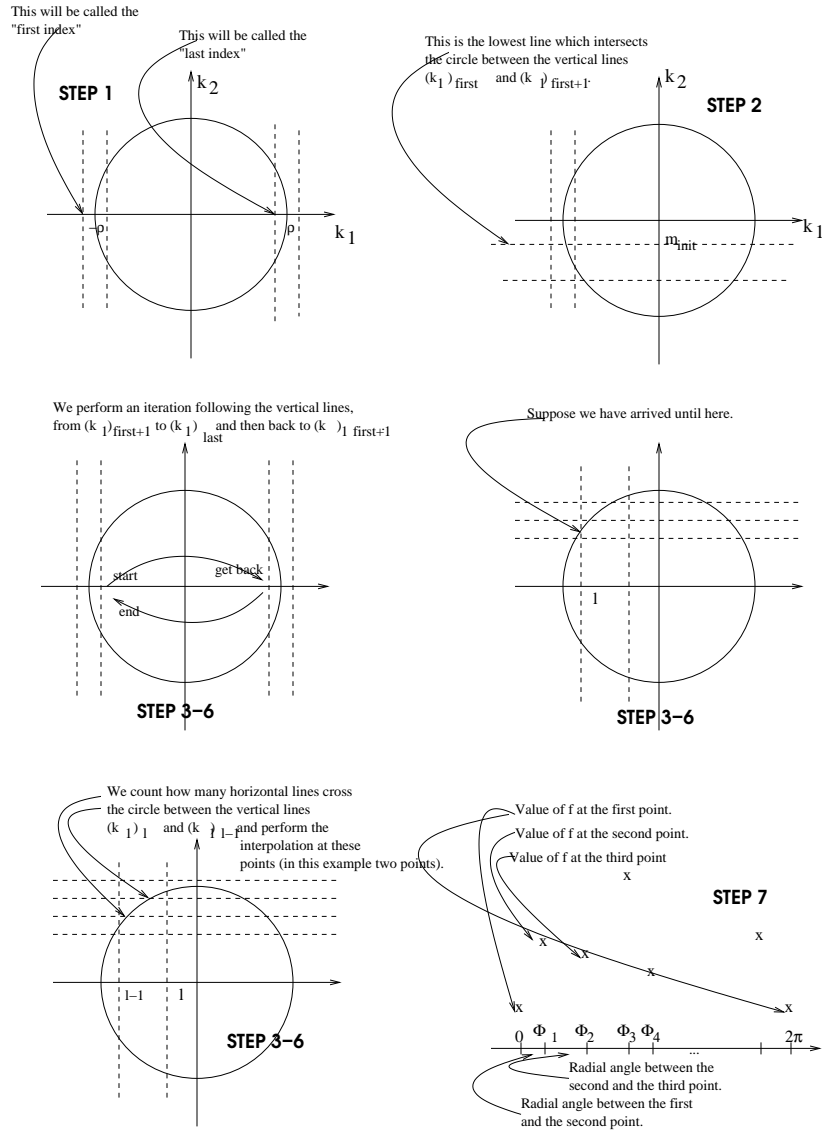 This will be called the
"first index"
This will be called the
"last index"
STEP 1
k2
−ρ
ρ
k1
This is the lowest line which intersects
the circle between the vertical lines
(k1)first and (k1)first+1.
k2
STEP 2
k1
minit
We perform an iteration following the vertical lines,
from (k1)first+1 to (k1)last and then back to (k1)first+1
start
get back
end
STEP 3−6
Suppose we have arrived until here.
l
STEP 3−6
We count how many horizontal lines cross
the circle between the vertical lines
(k1)l and (k1)l−1 and perform the
interpolation at these
points (in this example two points).
l−1
l
STEP 3−6
Value of f at the first point.
Value of f at the second point.
Value of f at the third point
x
STEP 7
x
x
x
x
x
x
0 Φ1 Φ2 Φ3 Φ4 2π
...
Radial angle between the
second and the third point.
Radial angle between the first
and the second point.